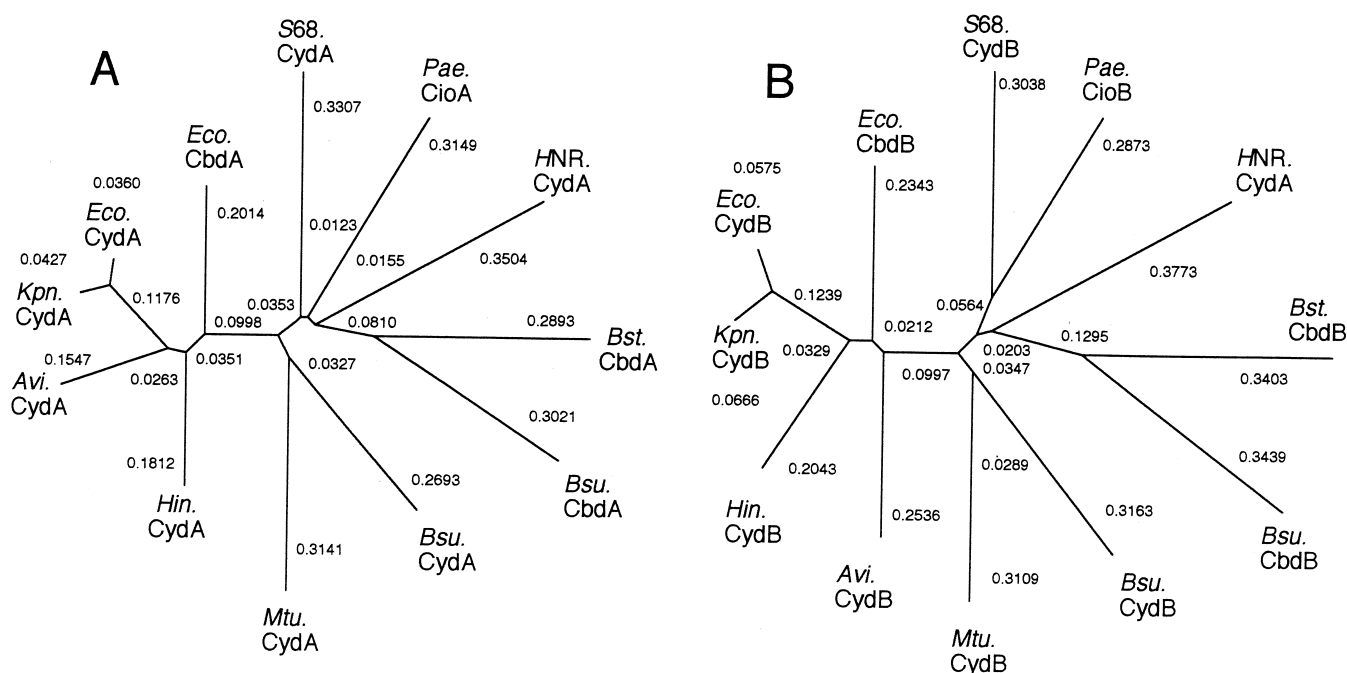 A
S68.
CydA
Pae.
CioA
0.3307
0.3149
Eco.
CbdA
HNR.
CydA
0.0360
Eco.
CydA
0.2014
0.0123
0.0155
0.3504
0.0427
Kpn.
CydA
0.1176
0.0353
0.0998
0.0810
0.2893
Bst.
CbdA
0.1547
0.0351
0.0327
Avi.
CydA
0.0263
0.3021
0.1812
0.2693
Bsu.
CbdA
Hin.
CydA
Bsu.
CydA
0.3141
Mtu.
CydA
B
S68.
CydB
Pae.
CioB
0.3038
0.2873
Eco.
CbdB
HNR.
CydA
0.0575
Eco.
CydB
0.2343
0.3773
0.1239
0.0564
Bst.
CbdB
Kpn.
CydB
0.0212
0.1295
0.0329
0.0203
0.0997
0.0347
0.3403
0.0666
0.2043
0.0289
0.3439
Hin.
CydB
0.2536
0.3163
Bsu.
CbdB
Avi.
CydB
0.3109
Bsu.
CydB
Mtu.
CydB